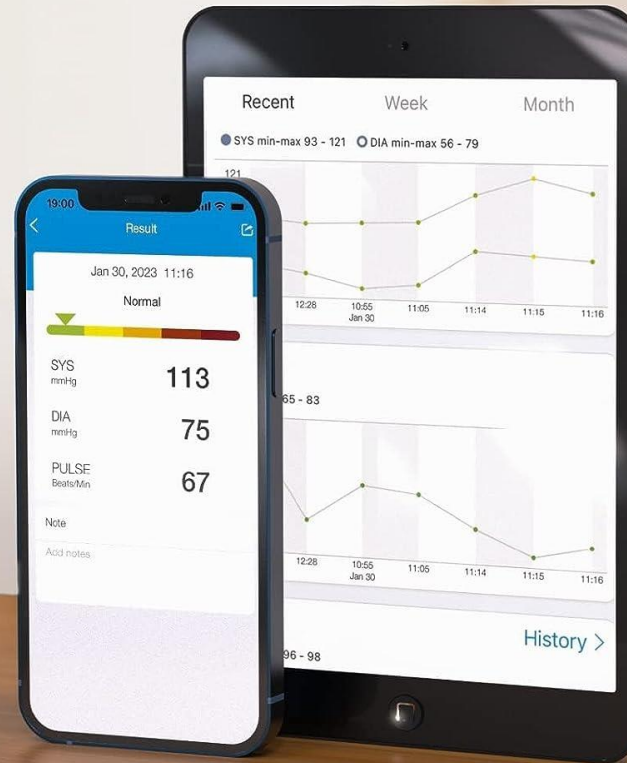 19:00
Result
Jan 30, 2023 11:16
Normal
SYS
mmHg
113
DIA
mmHg
75
PULSE
Beats/Min
67
Note
Add notes
Recent Week Month
SYS min-max 93 - 121 DIA min-max 56 - 79
121
12:28 10:55 11:05 11:14 11:15 11:16
Jan 30
65 - 83
12:28 10:55 11:05 11:14 11:15 11:16
Jan 30
History >
96 - 98